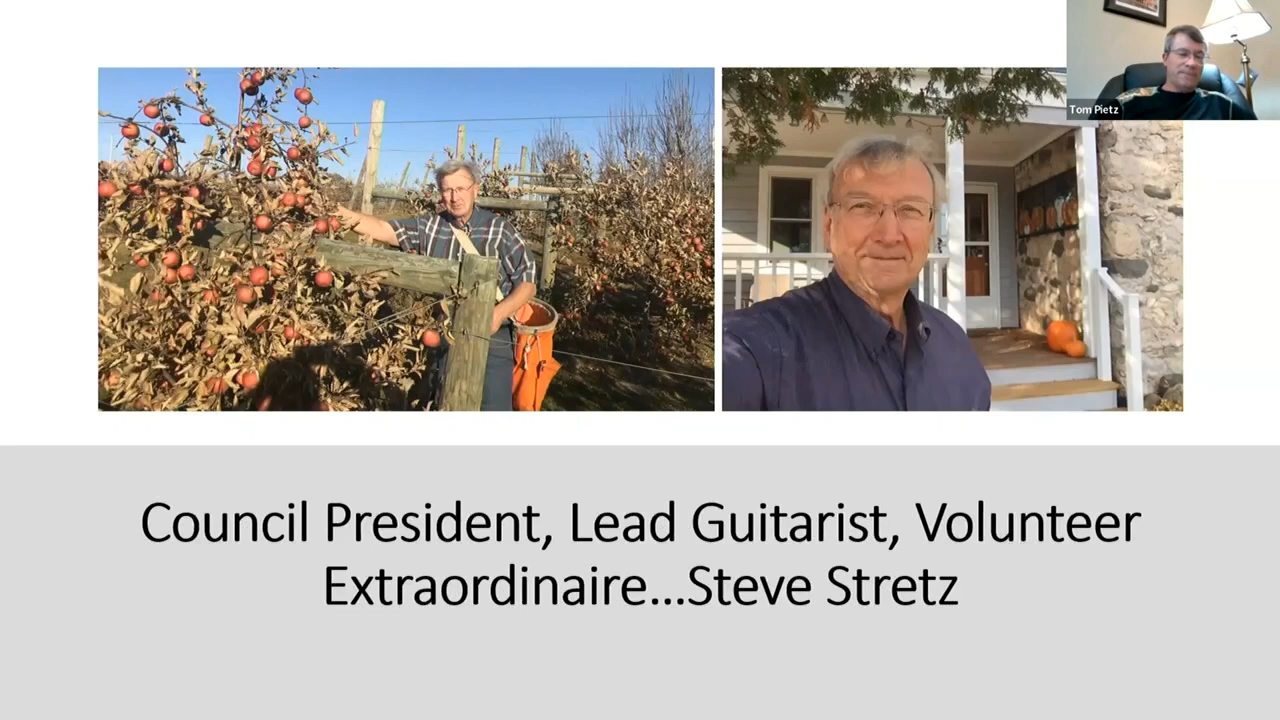 Tom Pietz
Council President, Lead Guitarist, Volunteer
Extraordinaire...Steve Stretz